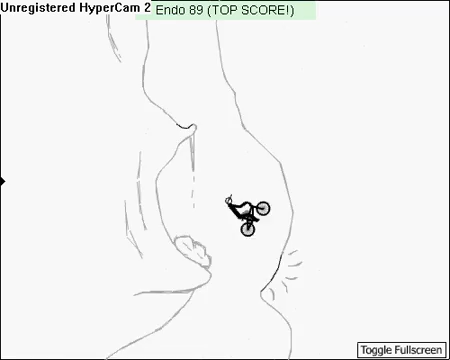 Unregistered HyperCam 2
Endo 89 (TOP SCORE!)
Toggle Fullscreen